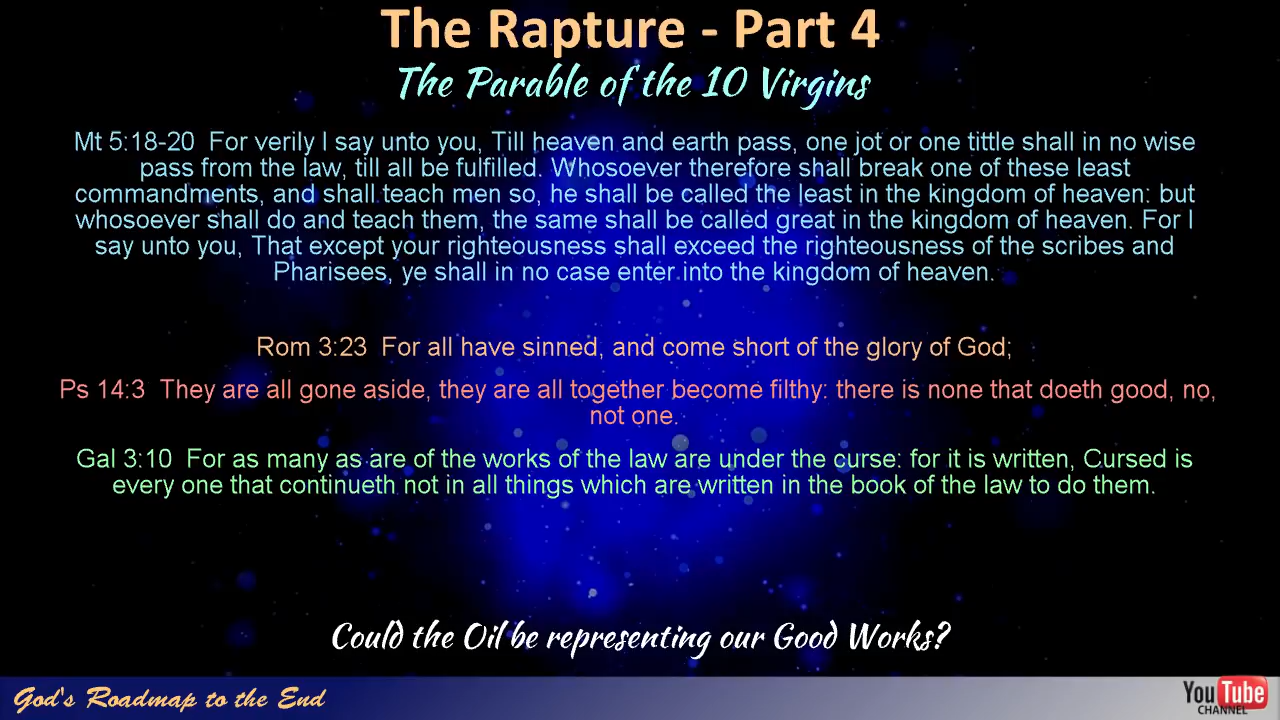 The Rapture - Part 4
The Parable of the 10 Virgins
Mt 5:18-20  For verily I say unto you, Till heaven and earth pass, one jot or one tittle shall in no wise
pass from the law, till all be fulfilled. Whosoever therefore shall break one of these least
commandments, and shall teach men so, he shall be called the least in the kingdom of heaven: but
whosoever shall do and teach them, the same shall be called great in the kingdom of heaven. For I
say unto you, That except your righteousness shall exceed the righteousness of the scribes and
Pharisees, ye shall in no case enter into the kingdom of heaven.
Rom 3:23  For all have sinned, and come short of the glory of God;
Ps 14:3  They are all gone aside, they are all together become filthy: there is none that doeth good, no,
not one.
Gal 3:10  For as many as are of the works of the law are under the curse: for it is written, Cursed is
every one that continueth not in all things which are written in the book of the law to do them.
Could the Oil be representing our Good Works?
God's Roadmap to the End
YouTube
CHANNEL